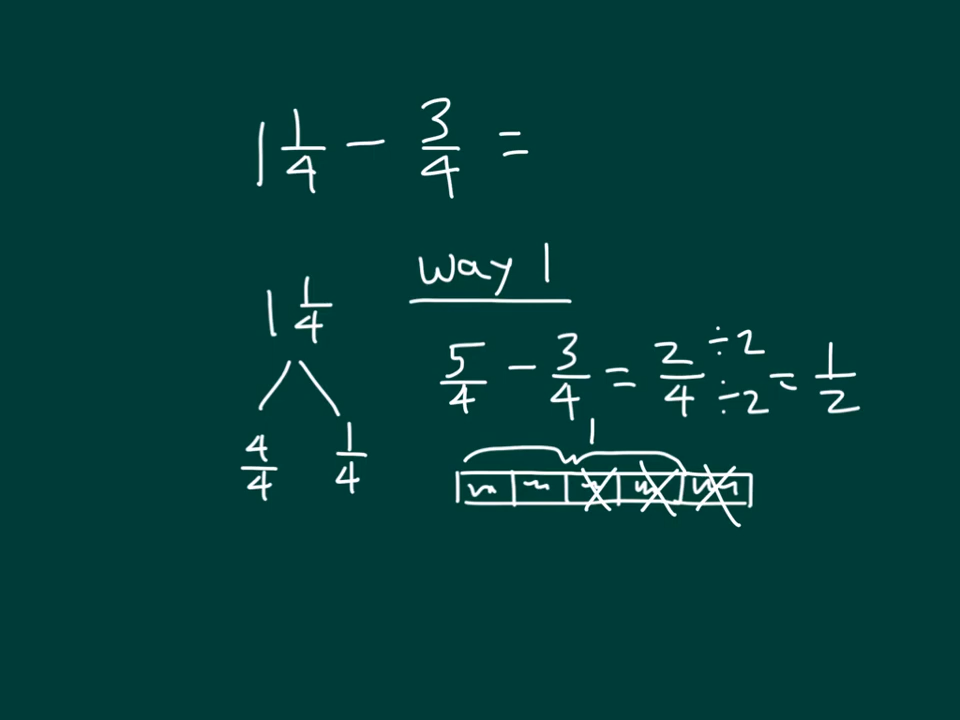 1 1/4 - 3/4 =
Way 1
1 1/4
5/4 - 3/4 = 2/4 ÷2/÷2 = 1/2
4/4 1/4
1